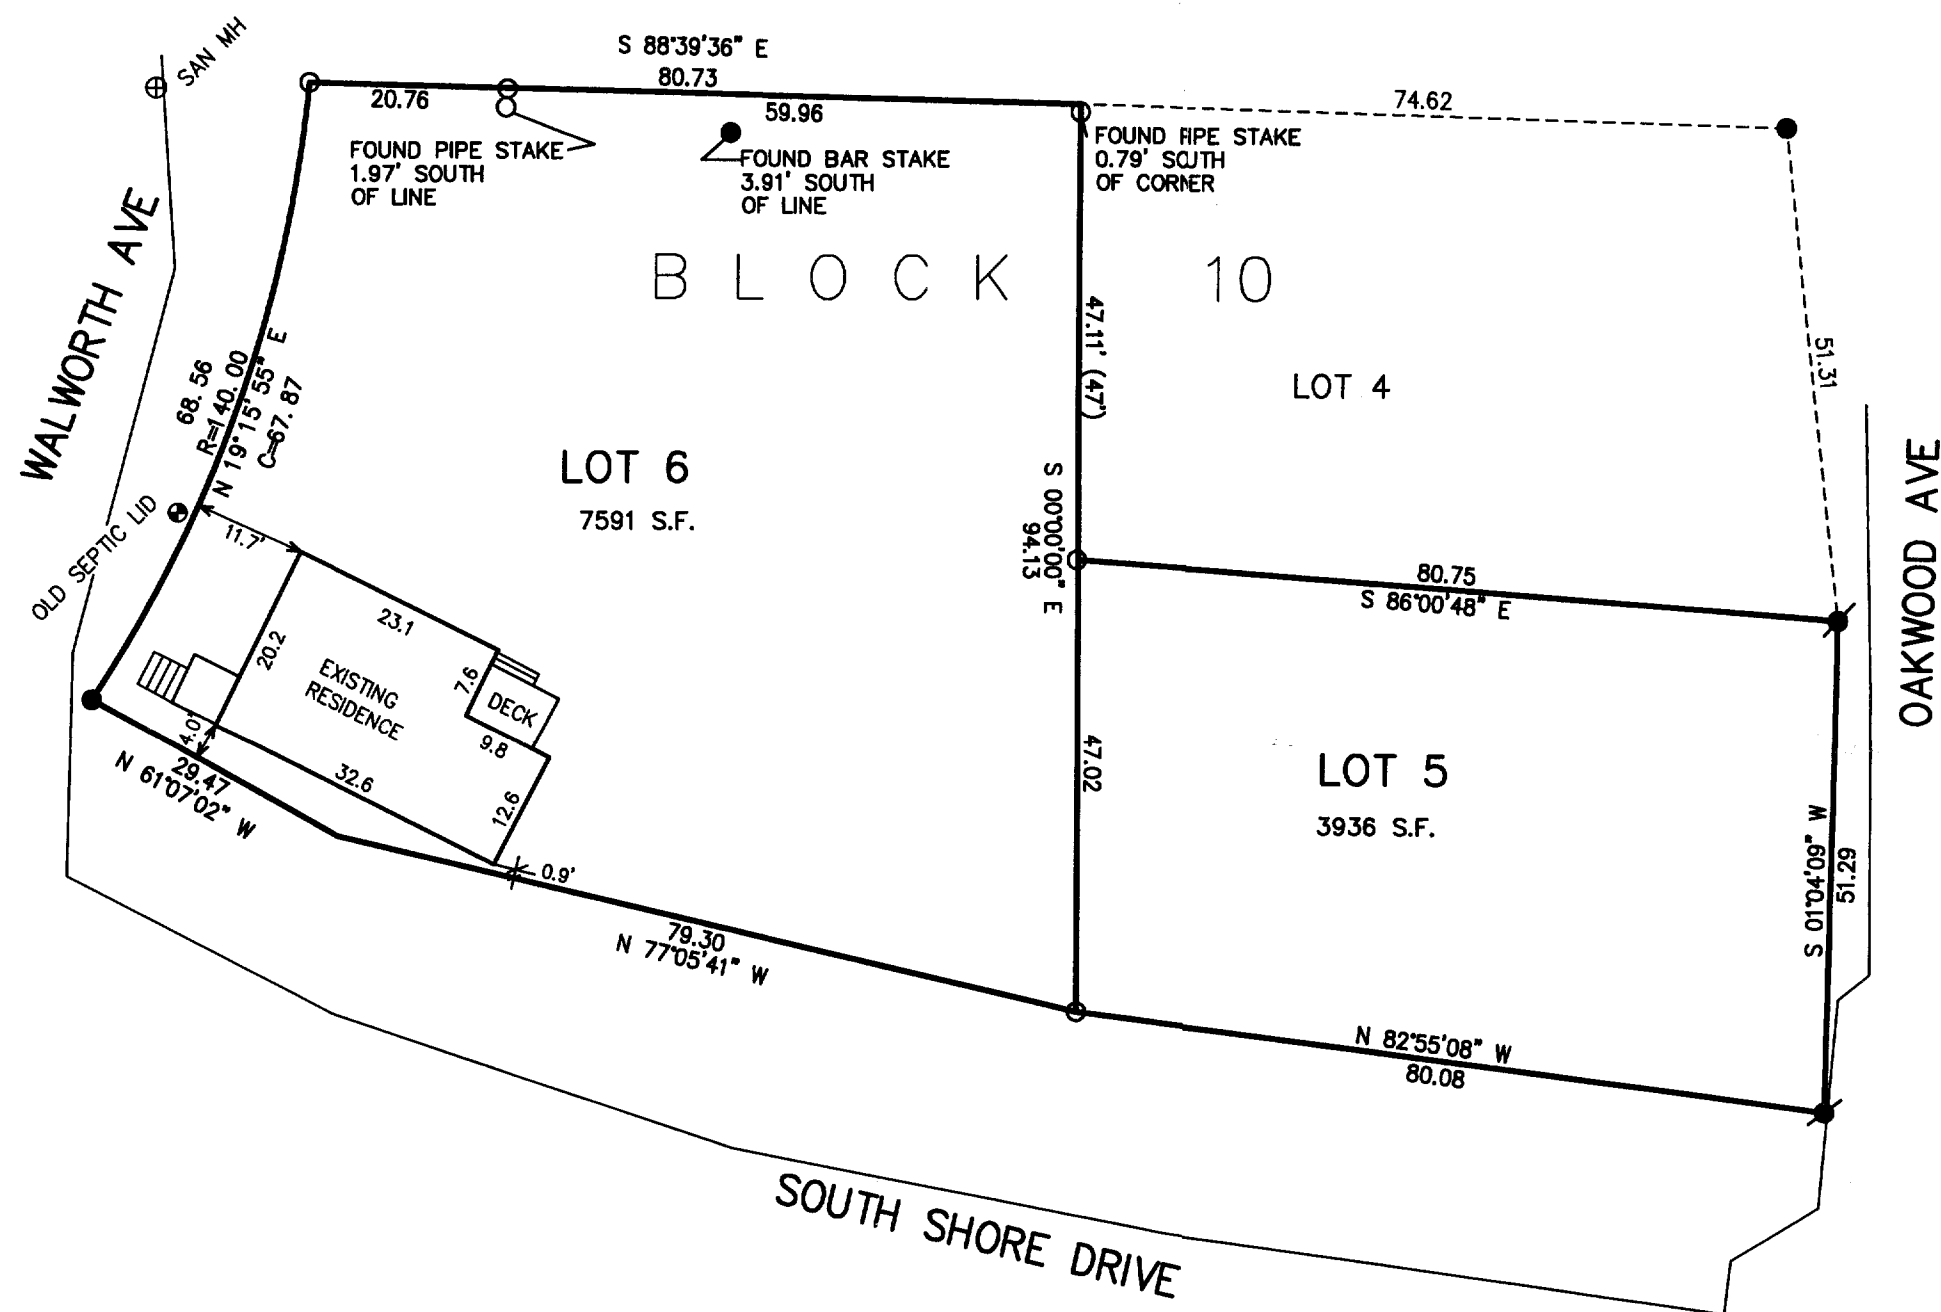 SAN MH
S 88°39'36" E
80.73
20.76
59.96
74.62
FOUND PIPE STAKE
1.97' SOUTH
OF LINE
FOUND BAR STAKE
3.91' SOUTH
OF LINE
FOUND PIPE STAKE
0.79' SOUTH
OF CORNER
WALWORTH AVE
BLOCK 10
47.11' (47')
51.31
LOT 4
68.56
R=140.00
N 19°15'55" E
C=67.87
LOT 6
7591 S.F.
S 00°00'00" E
94.13
OAKWOOD AVE
OLD SEPTIC LID
11.7'
80.75
S 86°00'48" E
23.1
20.2
EXISTING
RESIDENCE
7.6
DECK
9.8
4.0'
32.6
12.6
0.9'
29.47
N 61°07'02" W
47.02
LOT 5
3936 S.F.
S 01°04'09" W
51.29
79.30
N 77°05'41" W
N 82°55'08" W
80.08
SOUTH SHORE DRIVE